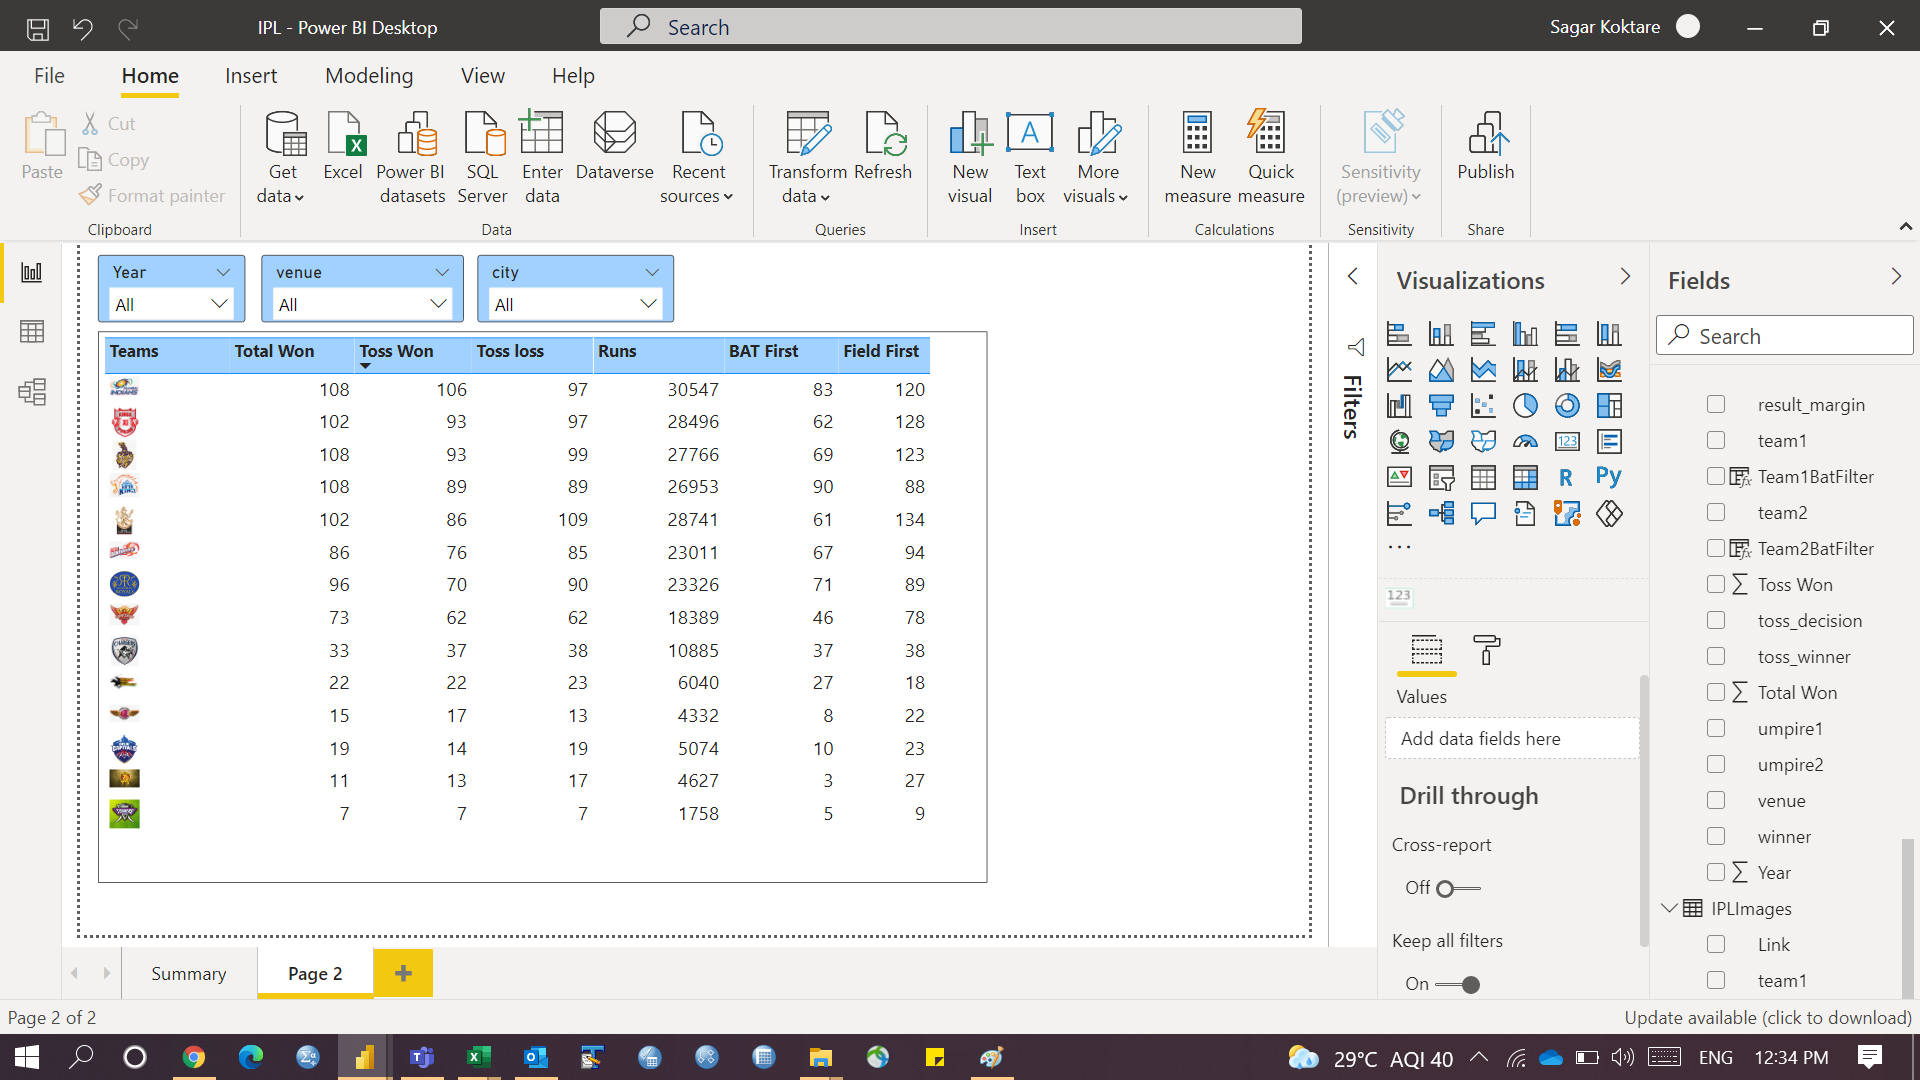 IPL - Power BI Desktop
Search
Sagar Koktare
File Home Insert Modeling View Help
Paste
Cut
Copy
Format painter
Clipboard
Get data
Excel
Power BI datasets
SQL Server
Enter data
Dataverse
Recent sources
Data
Transform data
Refresh
Queries
New visual
Text box
More visuals
Insert
New measure
Quick measure
Calculations
Sensitivity (preview)
Sensitivity
Publish
Share
Year
All
venue
All
city
All
Teams Total Won Toss Won Toss loss Runs BAT First Field First
108 106 97 30547 83 120
102 93 97 28496 62 128
108 93 99 27766 69 123
108 89 89 26953 90 88
102 86 109 28741 61 134
86 76 85 23011 67 94
96 70 90 23326 71 89
73 62 62 18389 46 78
33 37 38 10885 37 38
22 22 23 6040 27 18
15 17 13 4332 8 22
19 14 19 5074 10 23
11 13 17 4627 3 27
7 7 7 1758 5 9
Filters
Visualizations
123
R Py
...
123
Values
Add data fields here
Drill through
Cross-report
Off
Keep all filters
On
Fields
Search
result_margin
team1
Team1BatFilter
team2
Team2BatFilter
Toss Won
toss_decision
toss_winner
Total Won
umpire1
umpire2
venue
winner
Year
IPLImages
Link
team1
Summary
Page 2
+
Page 2 of 2
Update available (click to download)
29°C AQI 40
ENG
12:34 PM